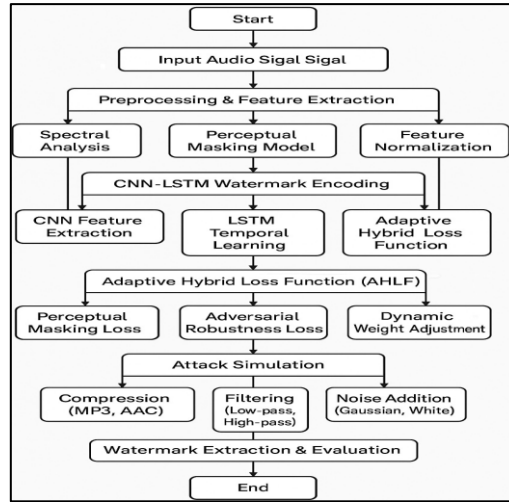 Start
Input Audio Sigal Sigal
Preprocessing & Feature Extraction
Spectral
Analysis
Perceptual
Masking Model
Feature
Normalization
CNN-LSTM Watermark Encoding
CNN Feature
Extraction
LSTM
Temporal
Learning
Adaptive
Hybrid Loss
Function
Adaptive Hybrid Loss Function (AHLF)
Perceptual
Masking Loss
Adversarial
Robustness Loss
Dynamic
Weight Adjustment
Attack Simulation
Compression
(MP3, AAC)
Filtering
(Low-pass,
High-pass)
Noise Addition
(Gaussian, White)
Watermark Extraction & Evaluation
End